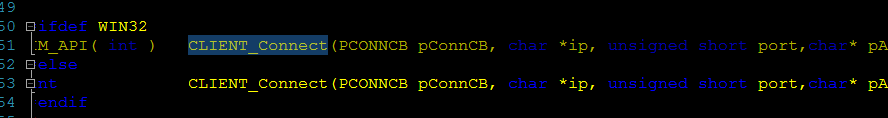 49
50 ifdef WIN32
51 M_API( int ) CLIENT_Connect(PCONNCB pConnCB, char *ip, unsigned short port,char* pA
52 else
53 nt CLIENT_Connect(PCONNCB pConnCB, char *ip, unsigned short port,char* pA
54 endif